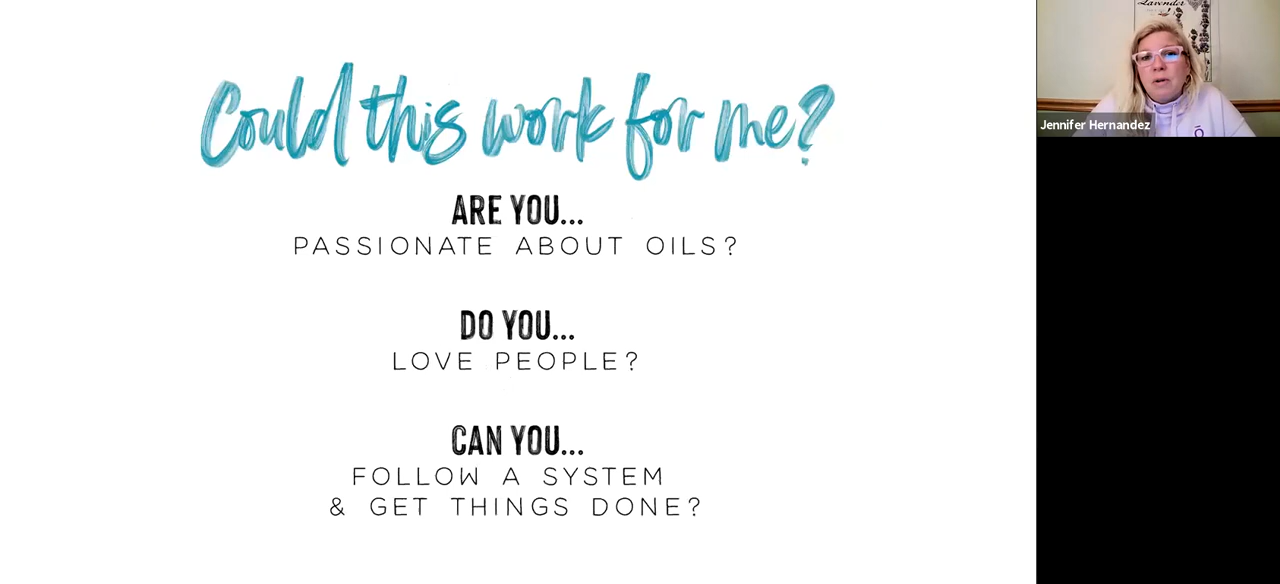 Could this work for me?
ARE YOU...
PASSIONATE ABOUT OILS?
DO YOU...
LOVE PEOPLE?
CAN YOU...
FOLLOW A SYSTEM
& GET THINGS DONE?
Lavender
Jennifer Hernandez